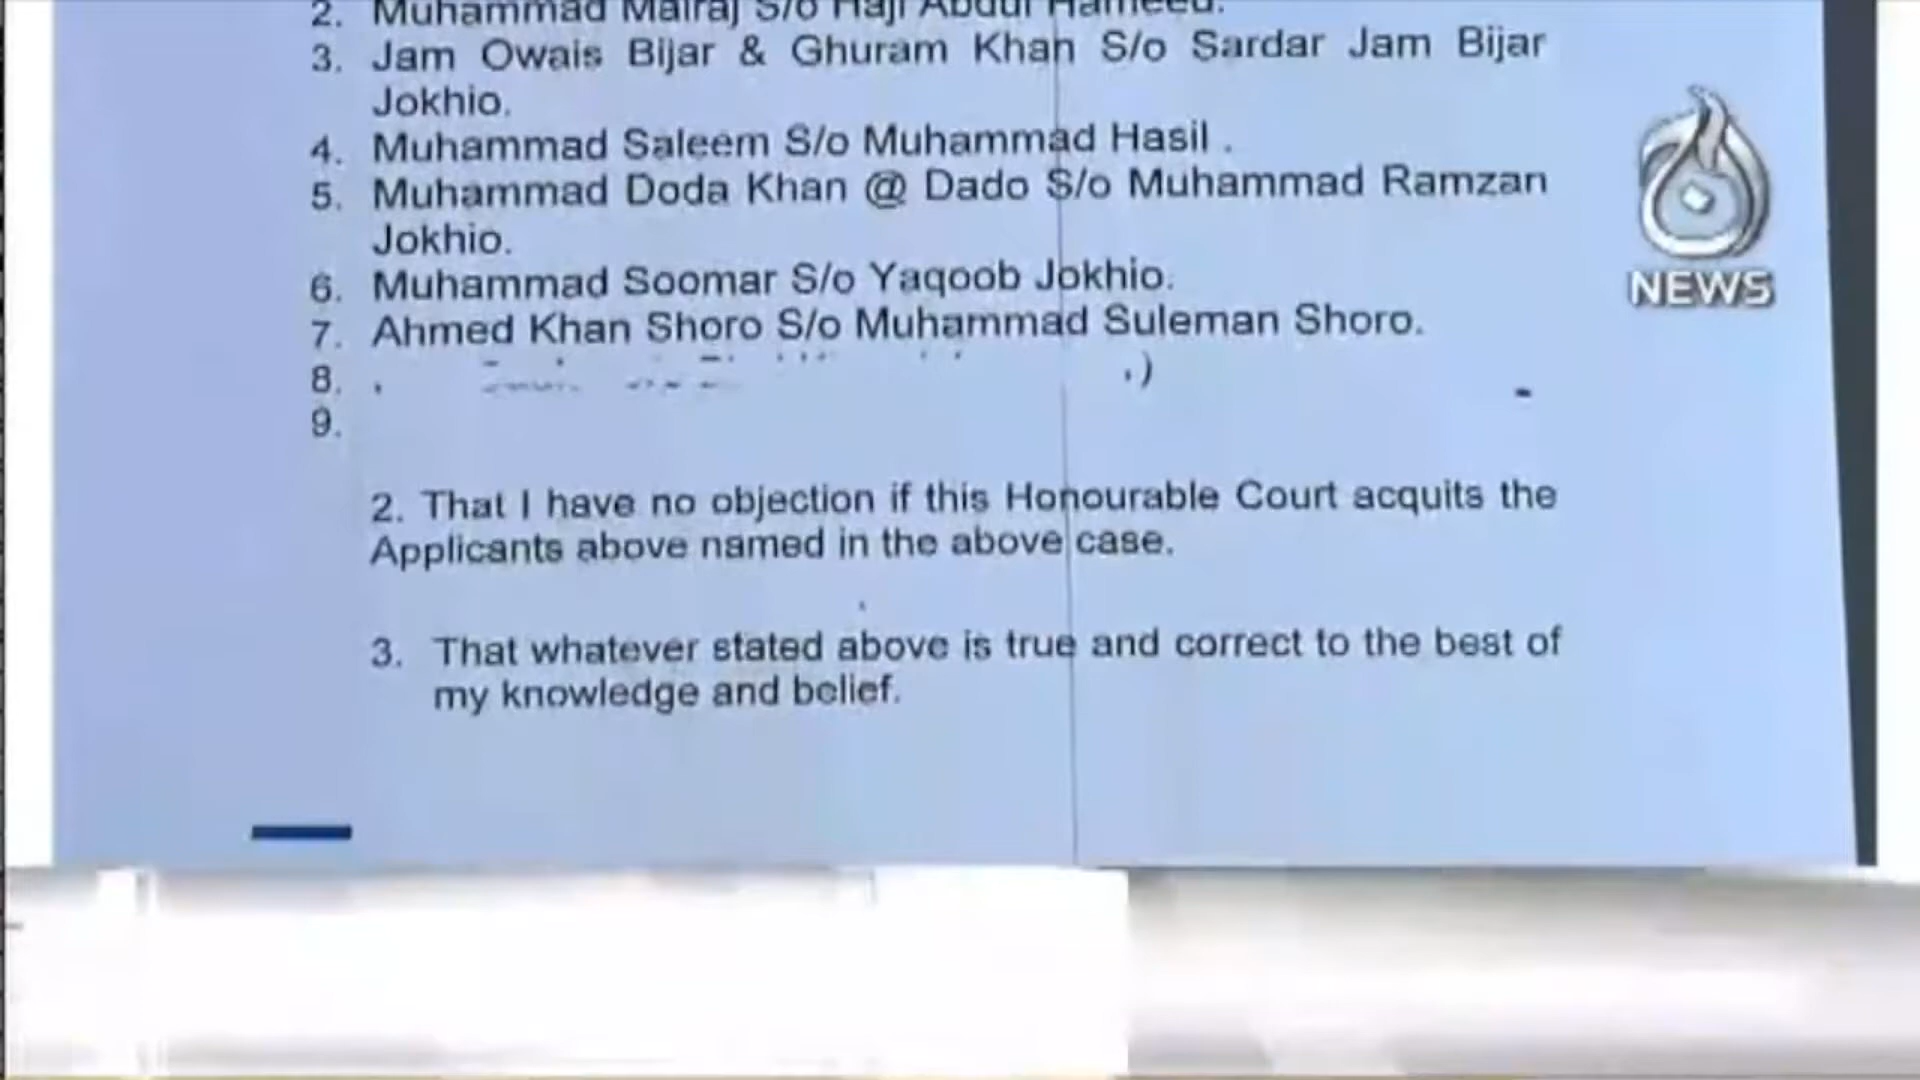 2. Muhammad Mairaj S/o Haji Abdul Hameed.
3. Jam Owais Bijar & Ghuram Khan S/o Sardar Jam Bijar
Jokhio.
4. Muhammad Saleem S/o Muhammad Hasil .
5. Muhammad Doda Khan @ Dado S/o Muhammad Ramzan
Jokhio.
6. Muhammad Soomar S/o Yaqoob Jokhio.
7. Ahmed Khan Shoro S/o Muhammad Suleman Shoro.
8.
9.
2. That I have no objection if this Honourable Court acquits the
Applicants above named in the above case.
3. That whatever stated above is true and correct to the best of
my knowledge and belief.
NEWS